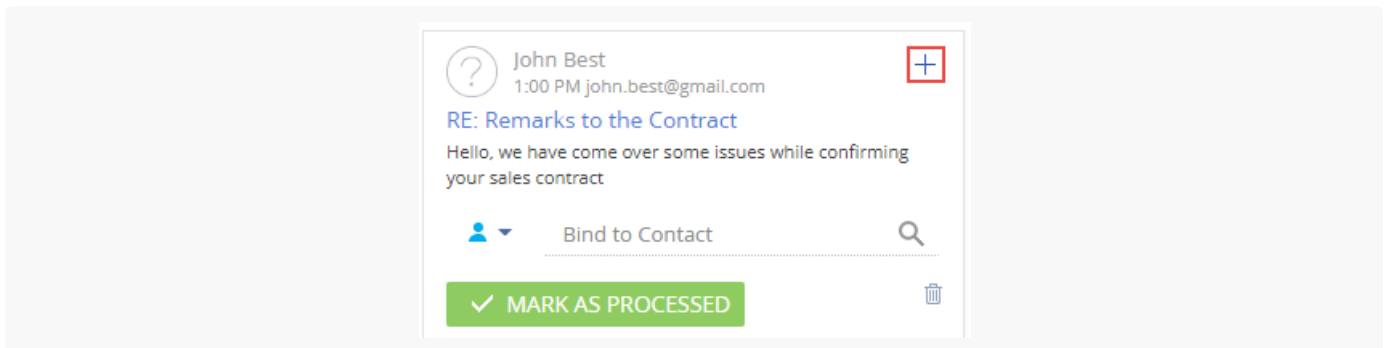 John Best
1:00 PM john.best@gmail.com
RE: Remarks to the Contract
Hello, we have come over some issues while confirming
your sales contract
Bind to Contact
MARK AS PROCESSED